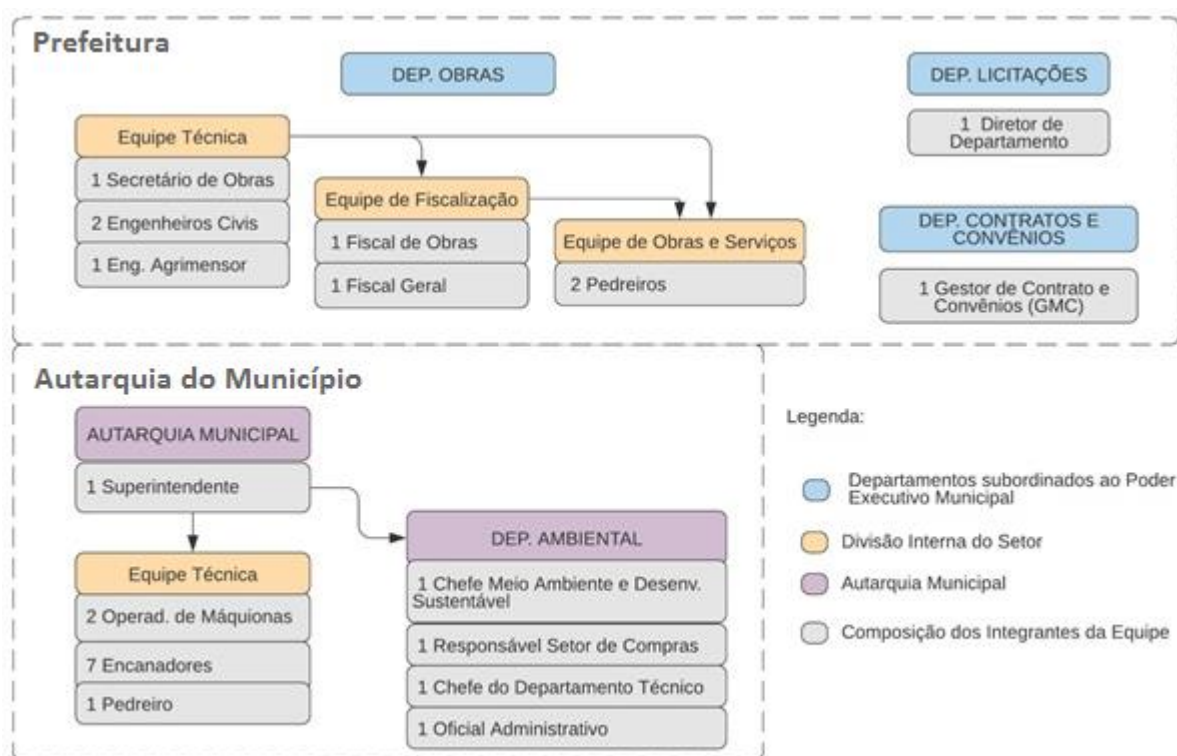 Prefeitura
DEP. OBRAS
Equipe Técnica
1 Secretário de Obras
2 Engenheiros Civis
1 Eng. Agrimensor
Equipe de Fiscalização
1 Fiscal de Obras
1 Fiscal Geral
Equipe de Obras e Serviços
2 Pedreiros
DEP. LICITAÇÕES
1 Diretor de
Departamento
DEP. CONTRATOS E
CONVÊNIOS
1 Gestor de Contrato e
Convênios (GMC)
Autarquia do Município
AUTARQUIA MUNICIPAL
1 Superintendente
Equipe Técnica
2 Operad. de Máquionas
7 Encanadores
1 Pedreiro
DEP. AMBIENTAL
1 Chefe Meio Ambiente e Desenv.
Sustentável
1 Responsável Setor de Compras
1 Chefe do Departamento Técnico
1 Oficial Administrativo
Legenda:
Departamentos subordinados ao Poder
Executivo Municipal
Divisão Interna do Setor
Autarquia Municipal
Composição dos Integrantes da Equipe